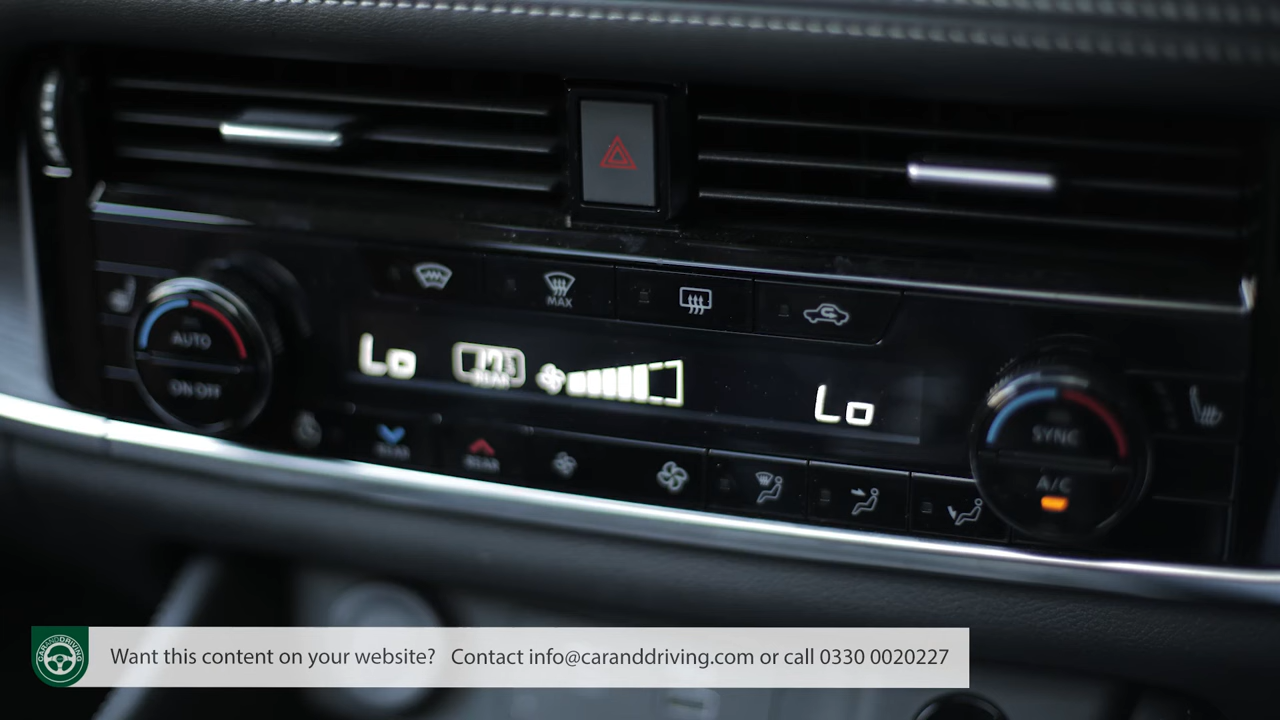 MAX
AUTO
ON OFF
Lo
REAR
Lo
SYNC
A/C
REAR
REAR
CARANDDRIVING
Want this content on your website? Contact info@caranddriving.com or call 0330 0020227